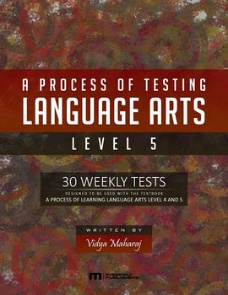 A PROCESS OF TESTING
LANGUAGE ARTS
LEVEL 5
30 WEEKLY TESTS
DESIGNED TO BE USED WITH THE TEXTBOOK
A PROCESS OF LEARNING LANGUAGE ARTS LEVEL 4 AND 5
WRITTEN BY
Vidya Maharaj